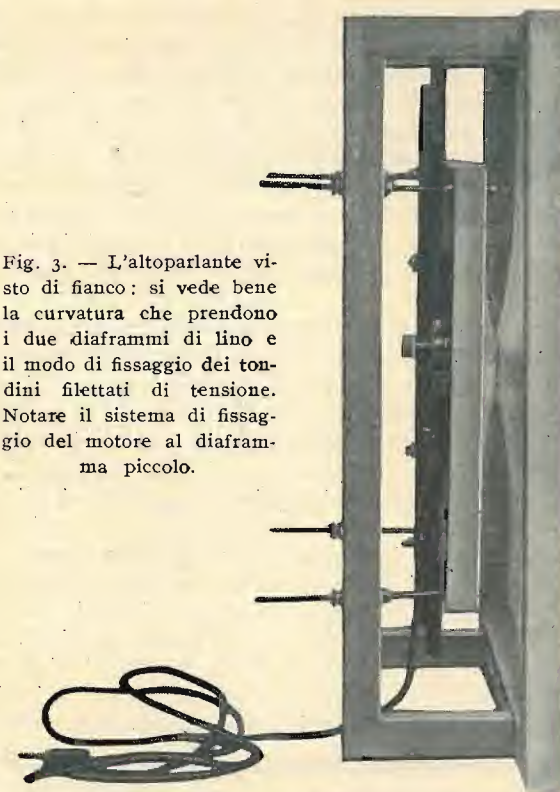 Fig. 3. — L'altoparlante vi-
sto di fianco: si vede bene
la curvatura che prendono
i due diaframmi di lino e
il modo di fissaggio dei ton-
dini filettati di tensione.
Notare il sistema di fissag-
gio del motore al diafram-
ma piccolo.